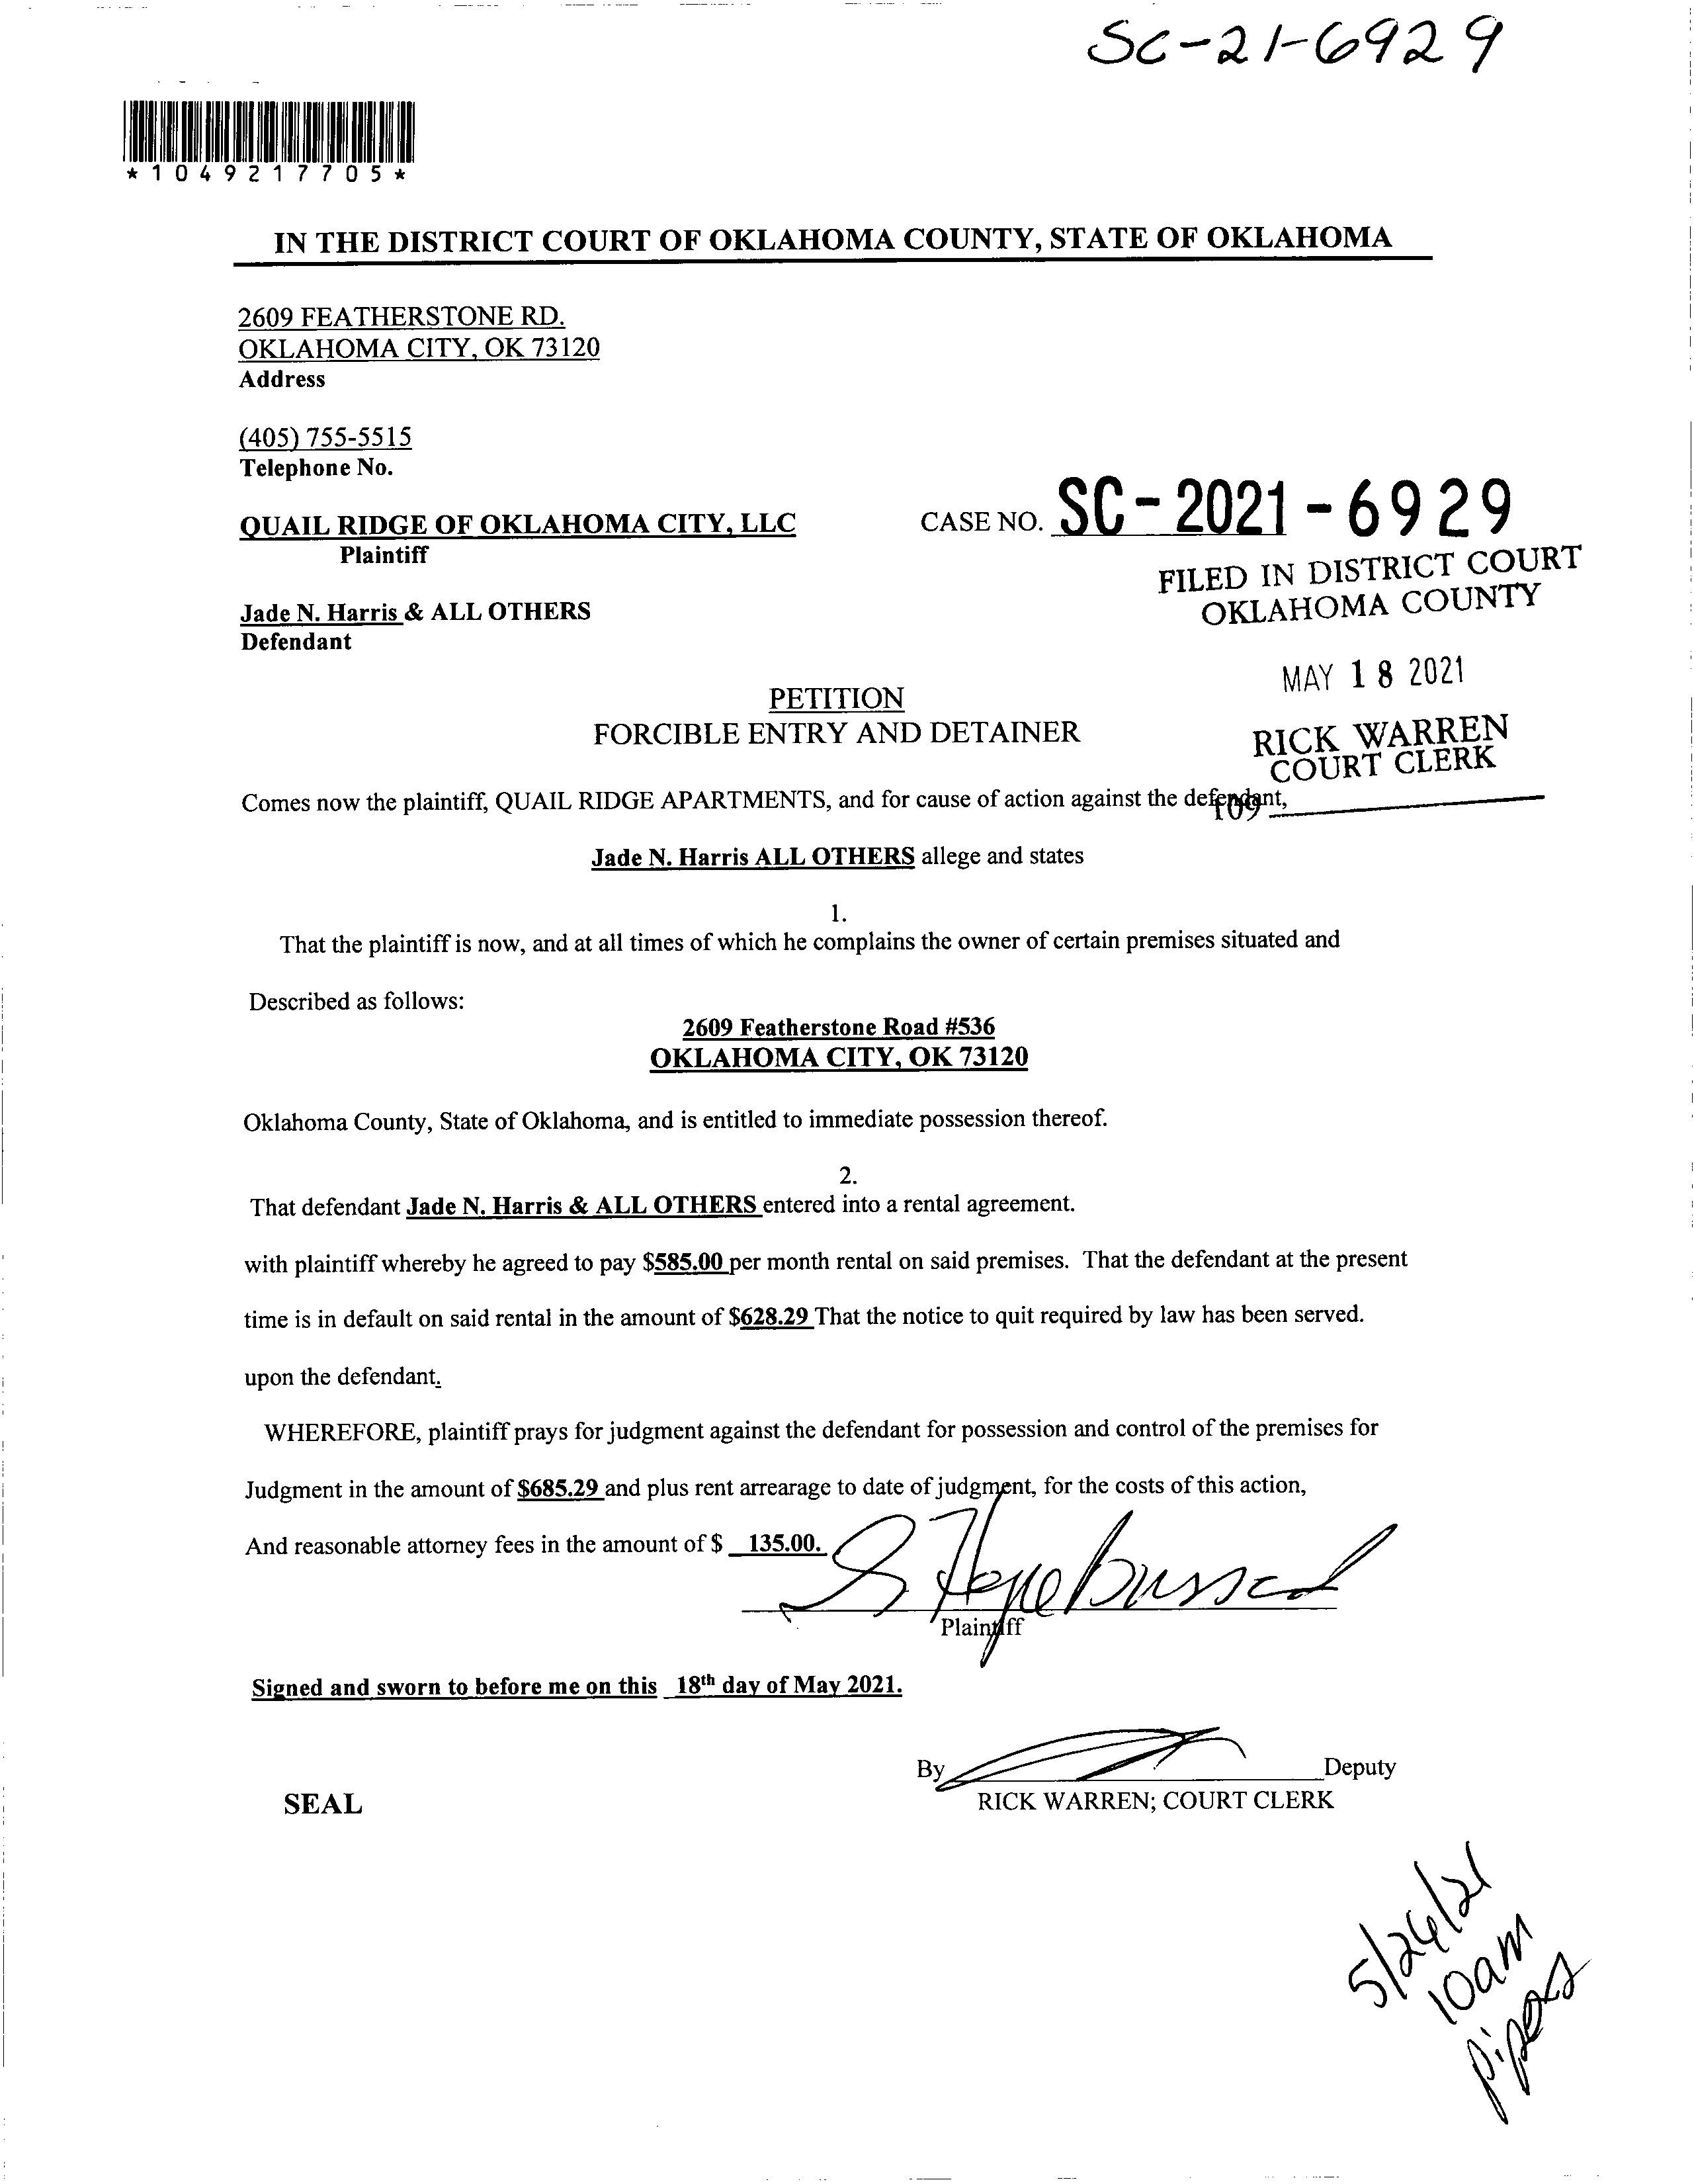 SC-21-6929
*1049217705*
IN THE DISTRICT COURT OF OKLAHOMA COUNTY, STATE OF OKLAHOMA
2609 FEATHERSTONE RD.
OKLAHOMA CITY, OK 73120
Address
(405) 755-5515
Telephone No.
QUAIL RIDGE OF OKLAHOMA CITY, LLC
Plaintiff
CASE NO. SC-2021-6929
FILED IN DISTRICT COURT
OKLAHOMA COUNTY
Jade N. Harris & ALL OTHERS
Defendant
MAY 18 2021
PETITION
FORCIBLE ENTRY AND DETAINER
RICK WARREN
COURT CLERK
Comes now the plaintiff, QUAIL RIDGE APARTMENTS, and for cause of action against the defendant,
109
Jade N. Harris ALL OTHERS allege and states
1.
That the plaintiff is now, and at all times of which he complains the owner of certain premises situated and
Described as follows:
2609 Featherstone Road #536
OKLAHOMA CITY, OK 73120
Oklahoma County, State of Oklahoma, and is entitled to immediate possession thereof.
2.
That defendant Jade N. Harris & ALL OTHERS entered into a rental agreement.
with plaintiff whereby he agreed to pay $585.00 per month rental on said premises. That the defendant at the present
time is in default on said rental in the amount of $628.29 That the notice to quit required by law has been served.
upon the defendant.
WHEREFORE, plaintiff prays for judgment against the defendant for possession and control of the premises for
Judgment in the amount of $685.29 and plus rent arrearage to date of judgment, for the costs of this action,
And reasonable attorney fees in the amount of $ 135.00.
Plaintiff
Signed and sworn to before me on this 18th day of May 2021.
By Deputy
RICK WARREN; COURT CLERK
SEAL
5/26/21
10am